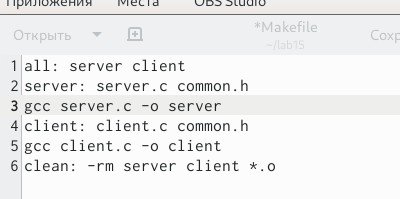 Приложения Места OBS Studio
Открыть *Makefile Сохр
~/lab15
1 all: server client
2 server: server.c common.h
3 gcc server.c -o server
4 client: client.c common.h
5 gcc client.c -o client
6 clean: -rm server client *.o